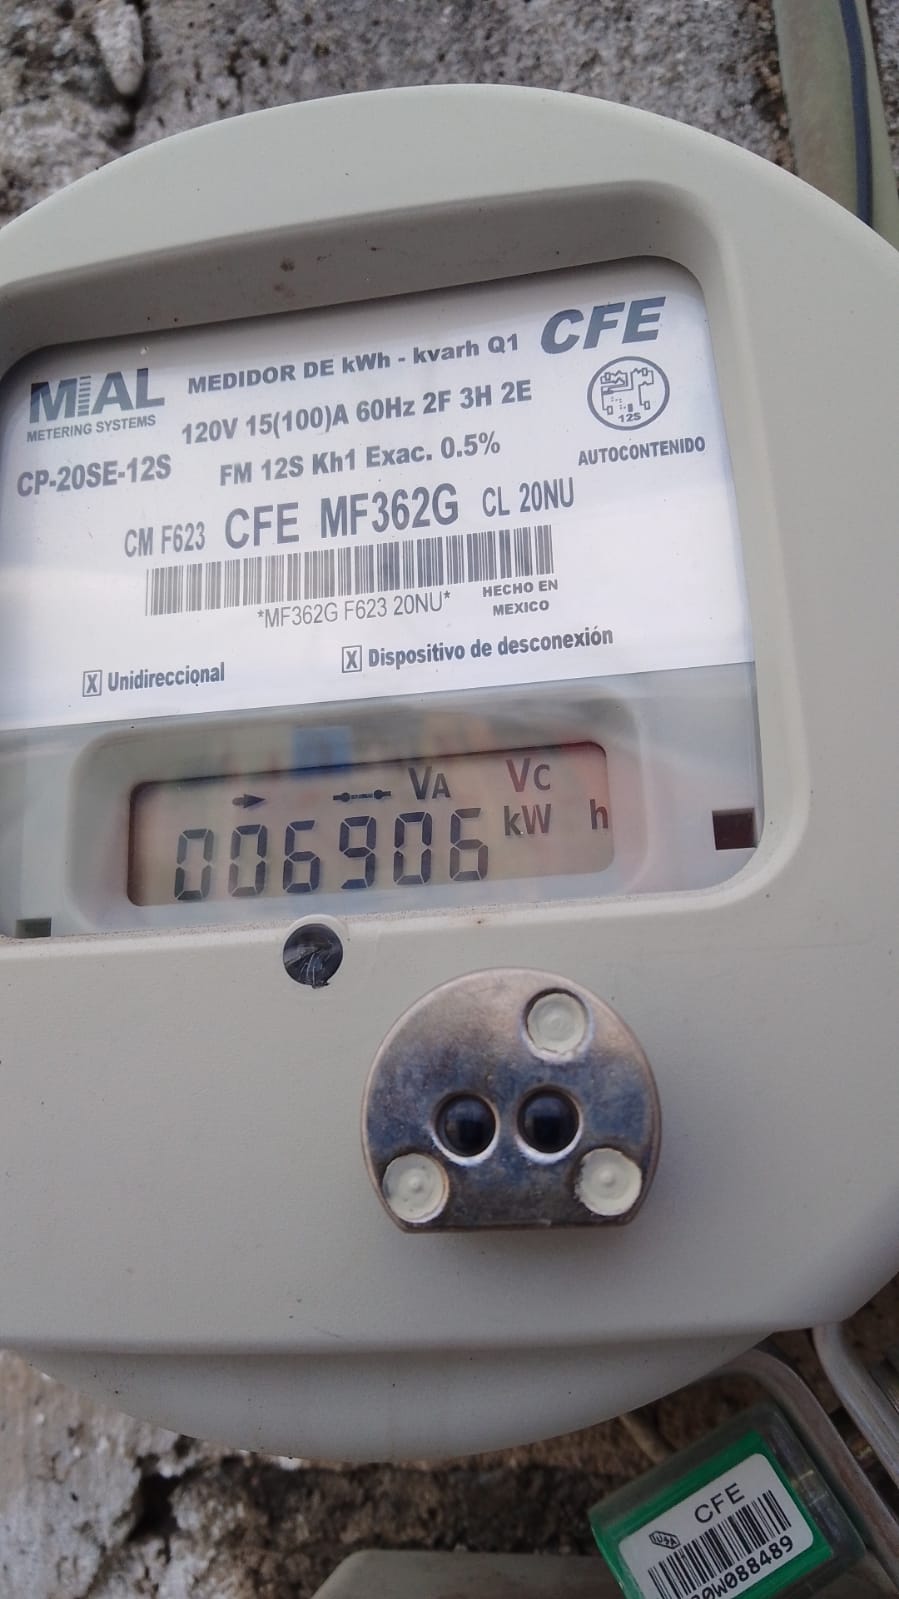 CFE
MIAL
METERING SYSTEMS
MEDIDOR DE kWh - kvarh Q1
120V 15(100)A 60Hz 2F 3H 2E
12S
AUTOCONTENIDO
CP-20SE-12S
FM 12S Kh1 Exac. 0.5%
CM F623 CFE MF362G CL 20NU
*MF362G F623 20NU*
HECHO EN
MEXICO
X Unidireccional
X Dispositivo de desconexión
VA VC
006906 kW h
CFE